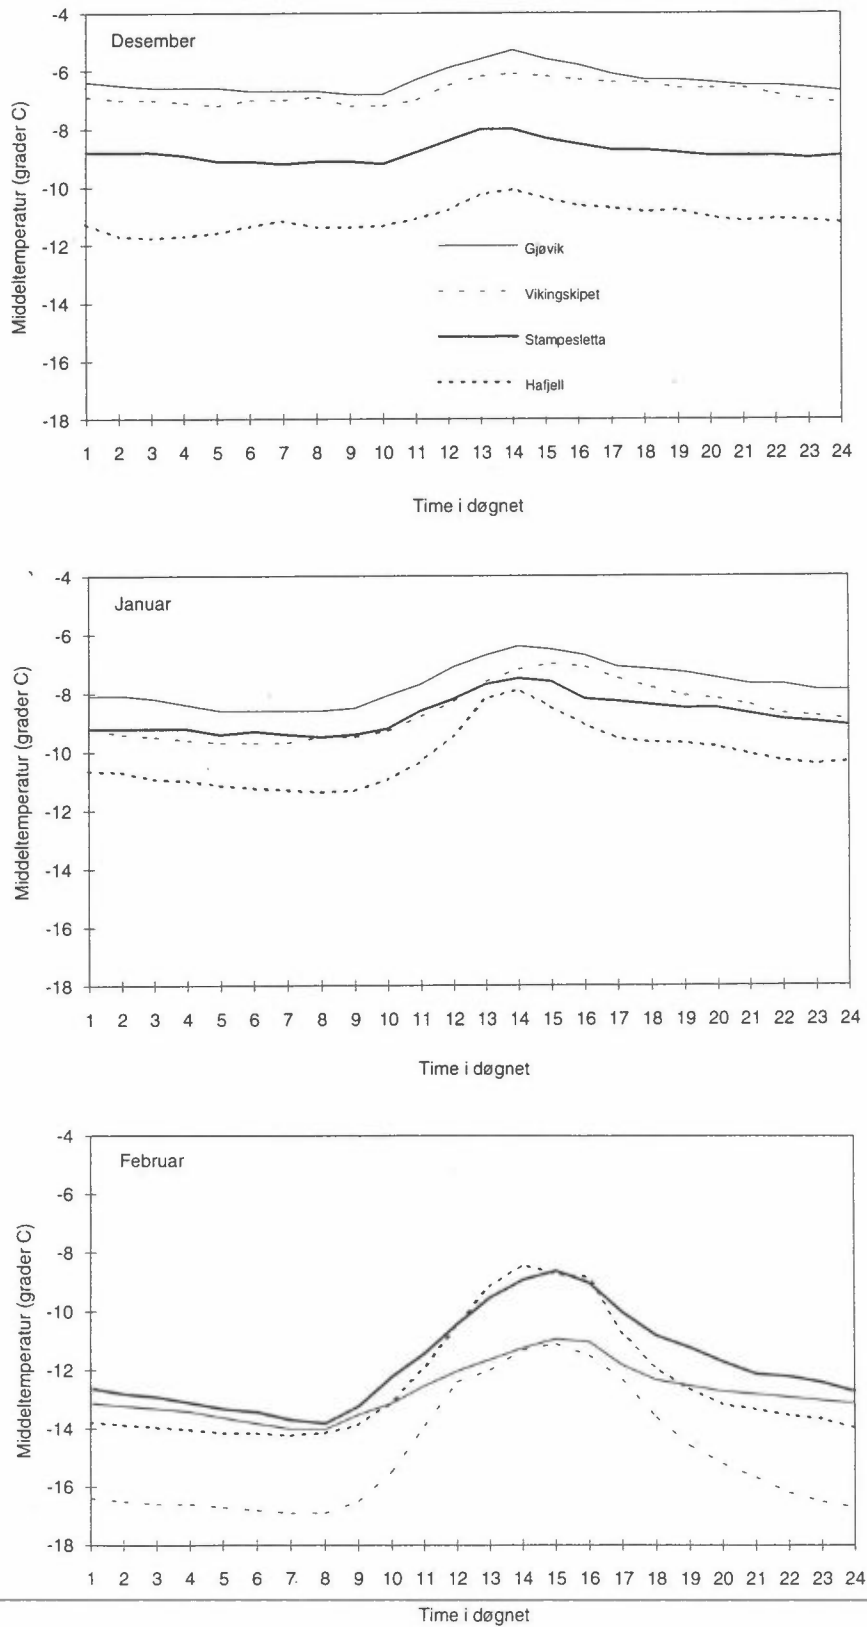 Desember
Middeltemperatur (grader C)
-4
-6
-8
-10
-12
-14
-16
-18
Gjøvik
Vikingskipet
Stampesletta
Hafjell
1 2 3 4 5 6 7 8 9 10 11 12 13 14 15 16 17 18 19 20 21 22 23 24
Time i døgnet
Januar
Middeltemperatur (grader C)
-4
-6
-8
-10
-12
-14
-16
-18
1 2 3 4 5 6 7 8 9 10 11 12 13 14 15 16 17 18 19 20 21 22 23 24
Time i døgnet
Februar
Middeltemperatur (grader C)
-4
-6
-8
-10
-12
-14
-16
-18
1 2 3 4 5 6 7 8 9 10 11 12 13 14 15 16 17 18 19 20 21 22 23 24
Time i døgnet